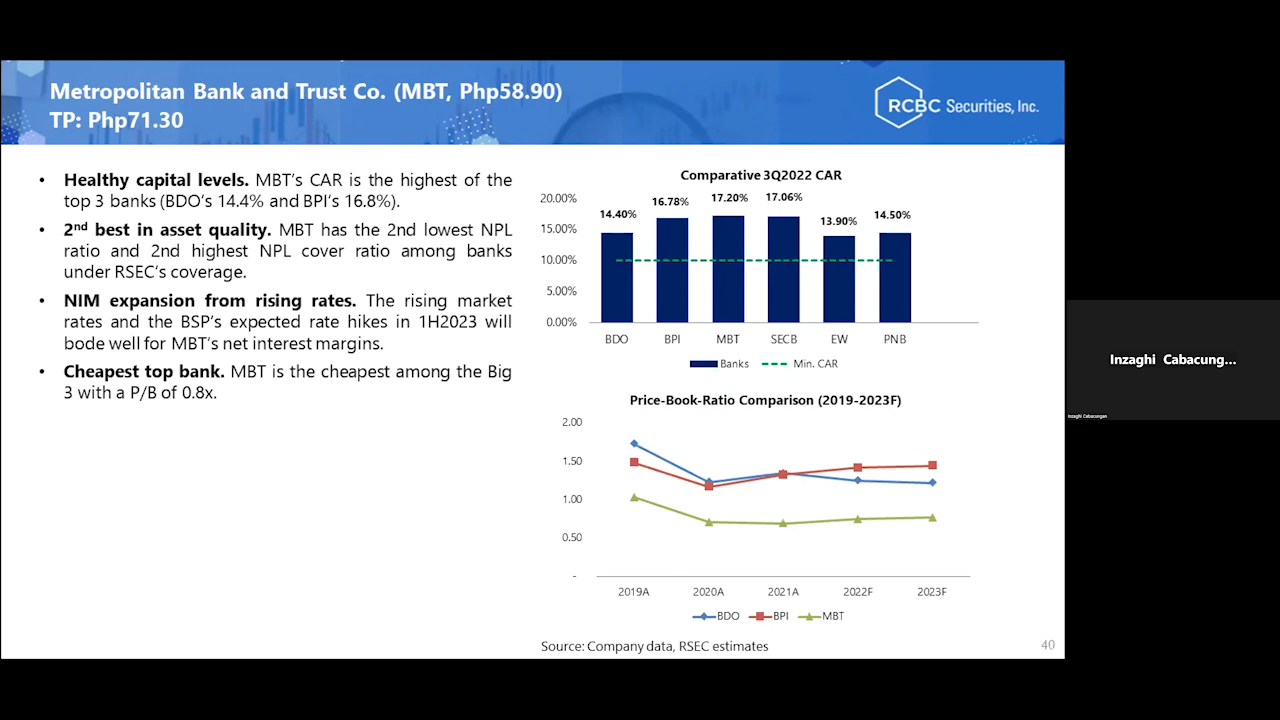 Metropolitan Bank and Trust Co. (MBT, Php58.90)
TP: Php71.30
RCBC Securities, Inc.
• Healthy capital levels. MBT's CAR is the highest of the
top 3 banks (BDO's 14.4% and BPI's 16.8%).
• 2nd best in asset quality. MBT has the 2nd lowest NPL
ratio and 2nd highest NPL cover ratio among banks
under RSEC's coverage.
• NIM expansion from rising rates. The rising market
rates and the BSP's expected rate hikes in 1H2023 will
bode well for MBT's net interest margins.
• Cheapest top bank. MBT is the cheapest among the Big
3 with a P/B of 0.8x.
Comparative 3Q2022 CAR
20.00%
15.00%
10.00%
5.00%
0.00%
14.40%
16.78%
17.20%
17.06%
13.90%
14.50%
BDO BPI MBT SECB EW PNB
Banks Min. CAR
Price-Book-Ratio Comparison (2019-2023F)
2.00
1.50
1.00
0.50
-
2019A 2020A 2021A 2022F 2023F
BDO BPI MBT
Source: Company data, RSEC estimates
40
Inzaghi Cabacung...
Inzaghi Cabacungan